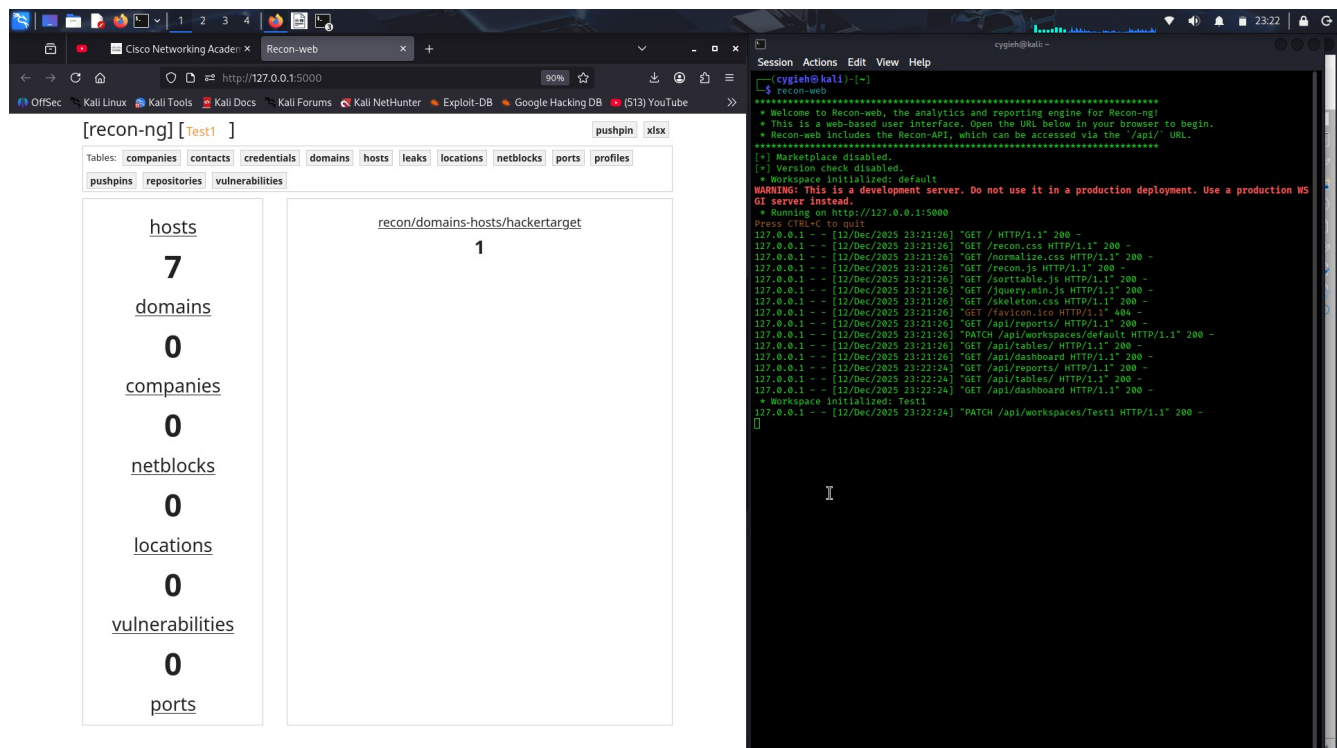 1 2 3 4
23:22
Cisco Networking Academ
Recon-web
http://127.0.0.1:5000
90%
OffSec
Kali Linux
Kali Tools
Kali Docs
Kali Forums
Kali NetHunter
Exploit-DB
Google Hacking DB
(513) YouTube
[recon-ng] [Test1 ]
pushpin xlsx
Tables: companies contacts credentials domains hosts leaks locations netblocks ports profiles
pushpins repositories vulnerabilities
hosts
7
domains
0
companies
0
netblocks
0
locations
0
vulnerabilities
0
ports
recon/domains-hosts/hackertarget
1
cygieh@kali: ~
Session Actions Edit View Help
(cygieh㉿kali)-[~]
$ recon-web
*************************************************************************
* Welcome to Recon-web, the analytics and reporting engine for Recon-ng!
* This is a web-based user interface. Open the URL below in your browser to begin.
* Recon-web includes the Recon-API, which can be accessed via the `/api/` URL.
*************************************************************************
[*] Marketplace disabled.
[*] Version check disabled.
* Workspace initialized: default
WARNING: This is a development server. Do not use it in a production deployment. Use a production WS
GI server instead.
* Running on http://127.0.0.1:5000
Press CTRL+C to quit
127.0.0.1 - - [12/Dec/2025 23:21:26] "GET / HTTP/1.1" 200 -
127.0.0.1 - - [12/Dec/2025 23:21:26] "GET /recon.css HTTP/1.1" 200 -
127.0.0.1 - - [12/Dec/2025 23:21:26] "GET /normalize.css HTTP/1.1" 200 -
127.0.0.1 - - [12/Dec/2025 23:21:26] "GET /recon.js HTTP/1.1" 200 -
127.0.0.1 - - [12/Dec/2025 23:21:26] "GET /sorttable.js HTTP/1.1" 200 -
127.0.0.1 - - [12/Dec/2025 23:21:26] "GET /jquery.min.js HTTP/1.1" 200 -
127.0.0.1 - - [12/Dec/2025 23:21:26] "GET /skeleton.css HTTP/1.1" 200 -
127.0.0.1 - - [12/Dec/2025 23:21:26] "GET /favicon.ico HTTP/1.1" 404 -
127.0.0.1 - - [12/Dec/2025 23:21:26] "GET /api/reports/ HTTP/1.1" 200 -
127.0.0.1 - - [12/Dec/2025 23:21:26] "PATCH /api/workspaces/default HTTP/1.1" 200 -
127.0.0.1 - - [12/Dec/2025 23:21:26] "GET /api/tables/ HTTP/1.1" 200 -
127.0.0.1 - - [12/Dec/2025 23:21:26] "GET /api/dashboard HTTP/1.1" 200 -
127.0.0.1 - - [12/Dec/2025 23:22:24] "GET /api/reports/ HTTP/1.1" 200 -
127.0.0.1 - - [12/Dec/2025 23:22:24] "GET /api/tables/ HTTP/1.1" 200 -
127.0.0.1 - - [12/Dec/2025 23:22:24] "GET /api/dashboard HTTP/1.1" 200 -
* Workspace initialized: Test1
127.0.0.1 - - [12/Dec/2025 23:22:24] "PATCH /api/workspaces/Test1 HTTP/1.1" 200 -